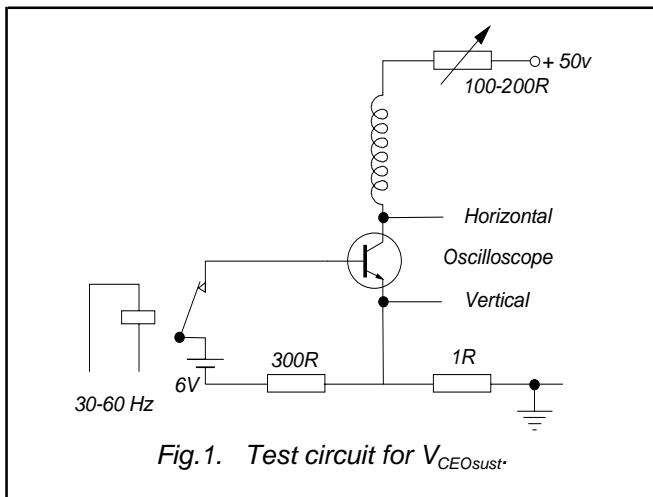 + 50v
100-200R
Horizontal
Oscilloscope
Vertical
300R
1R
6V
30-60 Hz
Fig.1. Test circuit for VCEOsust.